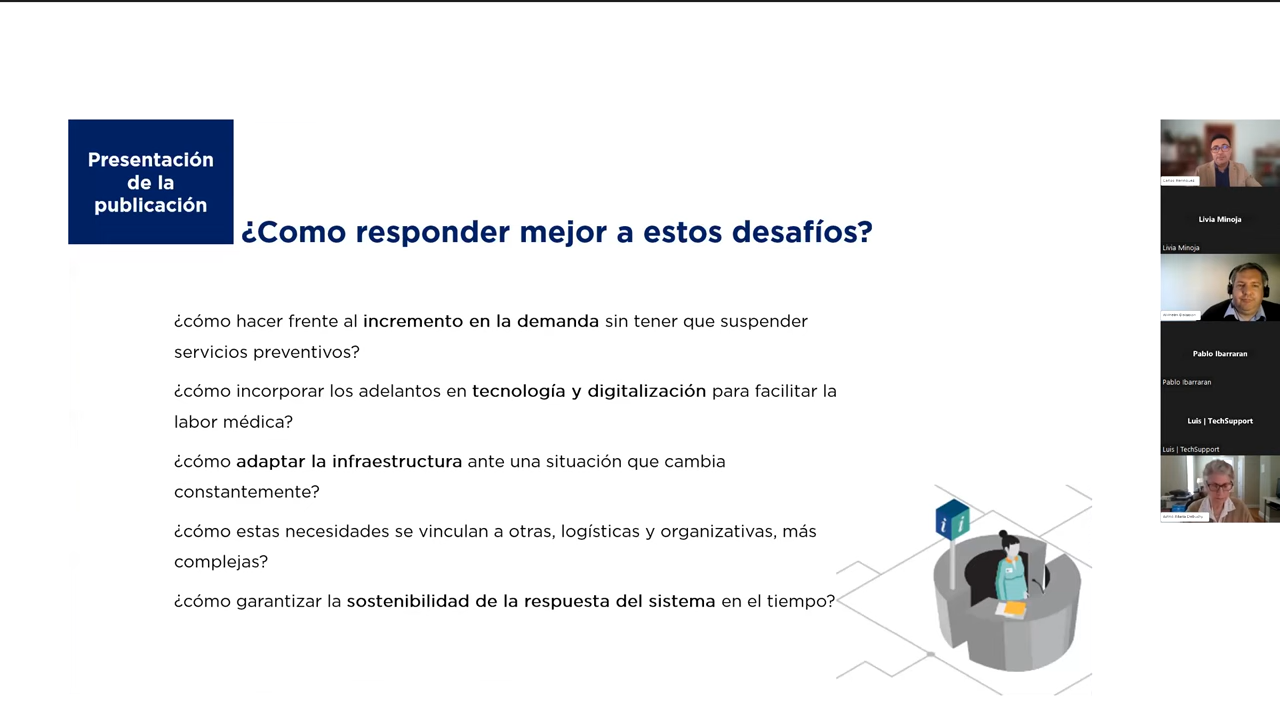 Presentación
de la
publicación
¿Como responder mejor a estos desafíos?
¿cómo hacer frente al incremento en la demanda sin tener que suspender
servicios preventivos?
¿cómo incorporar los adelantos en tecnología y digitalización para facilitar la
labor médica?
¿cómo adaptar la infraestructura ante una situación que cambia
constantemente?
¿cómo estas necesidades se vinculan a otras, logísticas y organizativas, más
complejas?
¿cómo garantizar la sostenibilidad de la respuesta del sistema en el tiempo?
Livia Minoja
Livia Minoja
Pablo Ibarraran
Pablo Ibarraran
Luis | TechSupport
Luis | TechSupport